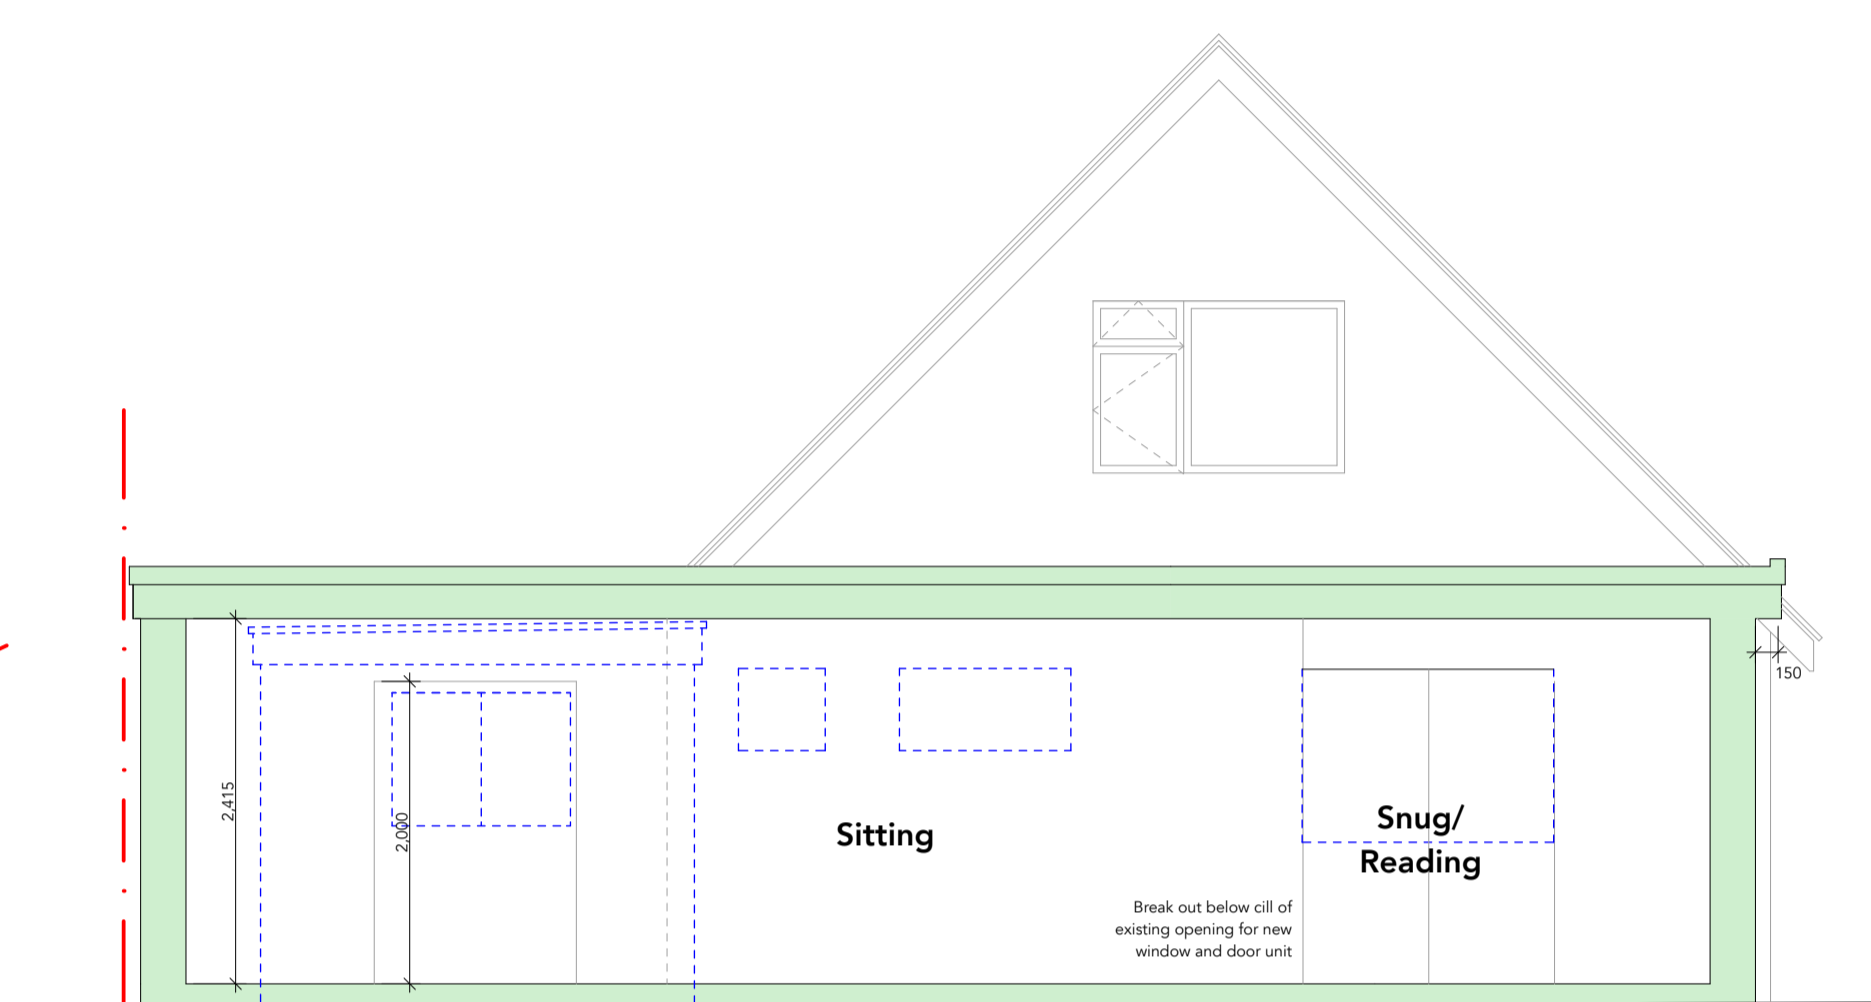 150
2,415
2,000
Sitting
Snug/
Reading
Break out below cill of
existing opening for new
window and door unit